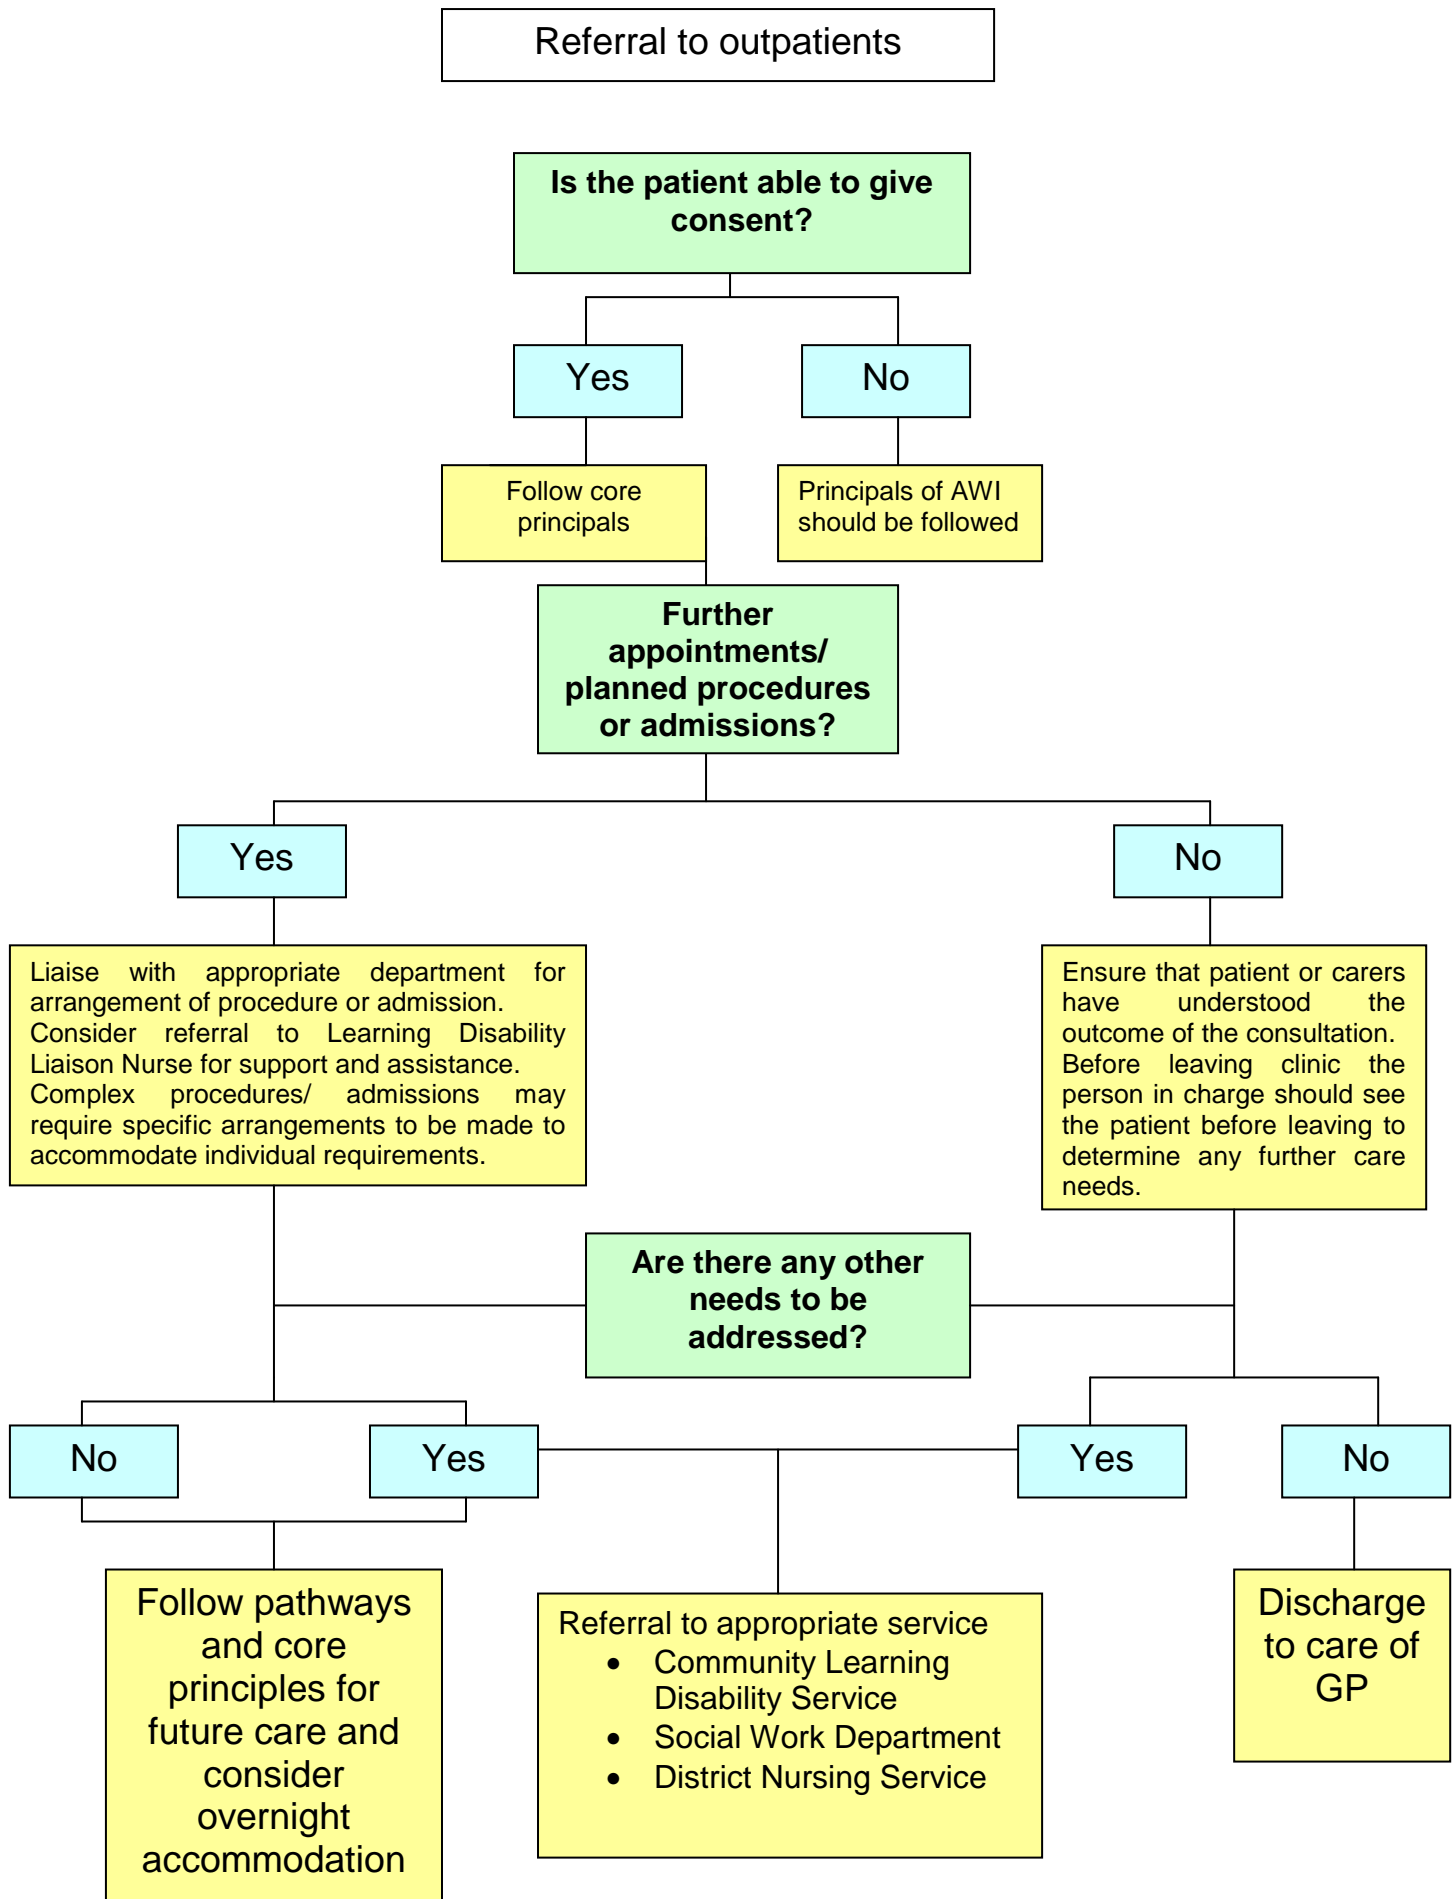 Referral to outpatients
Is the patient able to give
consent?
Yes
No
Follow core
principals
Principals of AWI
should be followed
Further
appointments/
planned procedures
or admissions?
Yes
No
Liaise with appropriate department for
arrangement of procedure or admission.
Consider referral to Learning Disability
Liaison Nurse for support and assistance.
Complex procedures/ admissions may
require specific arrangements to be made to
accommodate individual requirements.
Ensure that patient or carers
have understood the
outcome of the consultation.
Before leaving clinic the
person in charge should see
the patient before leaving to
determine any further care
needs.
Are there any other
needs to be
addressed?
No
Yes
Yes
No
Follow pathways
and core
principles for
future care and
consider
overnight
accommodation
Referral to appropriate service
• Community Learning
Disability Service
• Social Work Department
• District Nursing Service
Discharge
to care of
GP